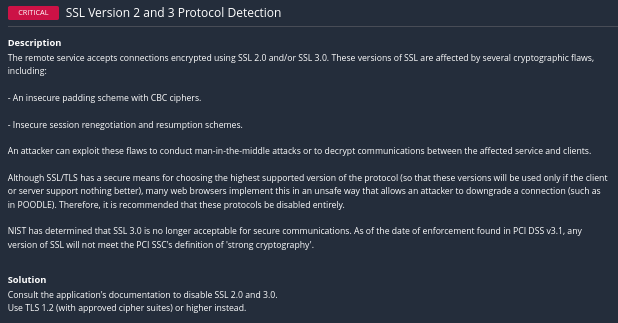 CRITICAL SSL Version 2 and 3 Protocol Detection
Description
The remote service accepts connections encrypted using SSL 2.0 and/or SSL 3.0. These versions of SSL are affected by several cryptographic flaws,
including:
- An insecure padding scheme with CBC ciphers.
- Insecure session renegotiation and resumption schemes.
An attacker can exploit these flaws to conduct man-in-the-middle attacks or to decrypt communications between the affected service and clients.
Although SSL/TLS has a secure means for choosing the highest supported version of the protocol (so that these versions will be used only if the client
or server support nothing better), many web browsers implement this in an unsafe way that allows an attacker to downgrade a connection (such as
in POODLE). Therefore, it is recommended that these protocols be disabled entirely.
NIST has determined that SSL 3.0 is no longer acceptable for secure communications. As of the date of enforcement found in PCI DSS v3.1, any
version of SSL will not meet the PCI SSC's definition of 'strong cryptography'.
Solution
Consult the application's documentation to disable SSL 2.0 and 3.0.
Use TLS 1.2 (with approved cipher suites) or higher instead.